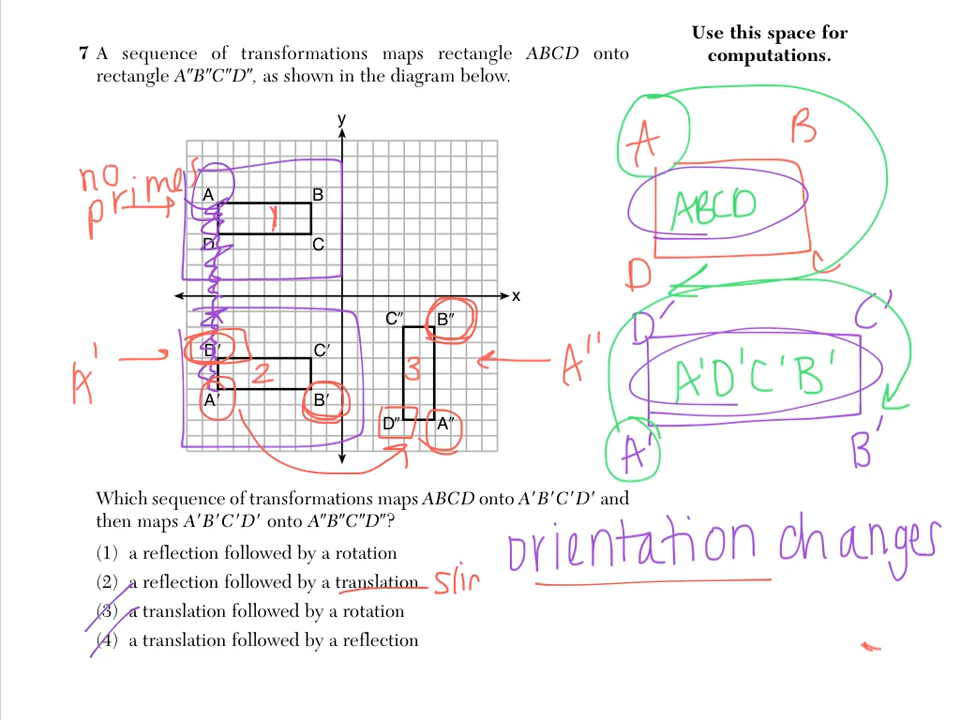 7 A sequence of transformations maps rectangle ABCD onto
rectangle A″B″C″D″, as shown in the diagram below.
Use this space for
computations.
y
x
no primes
A
B
1
D
C
D′
C′
2
A′
B′
A′
C″
B″
3
D″
A″
A″
A
B
ABCD
D
C
D′
C′
A′D′C′B′
A′
B′
Which sequence of transformations maps ABCD onto A′B′C′D′ and
then maps A′B′C′D′ onto A″B″C″D″?
(1) a reflection followed by a rotation
(2) a reflection followed by a translation
(3) a translation followed by a rotation
(4) a translation followed by a reflection
orientation changes